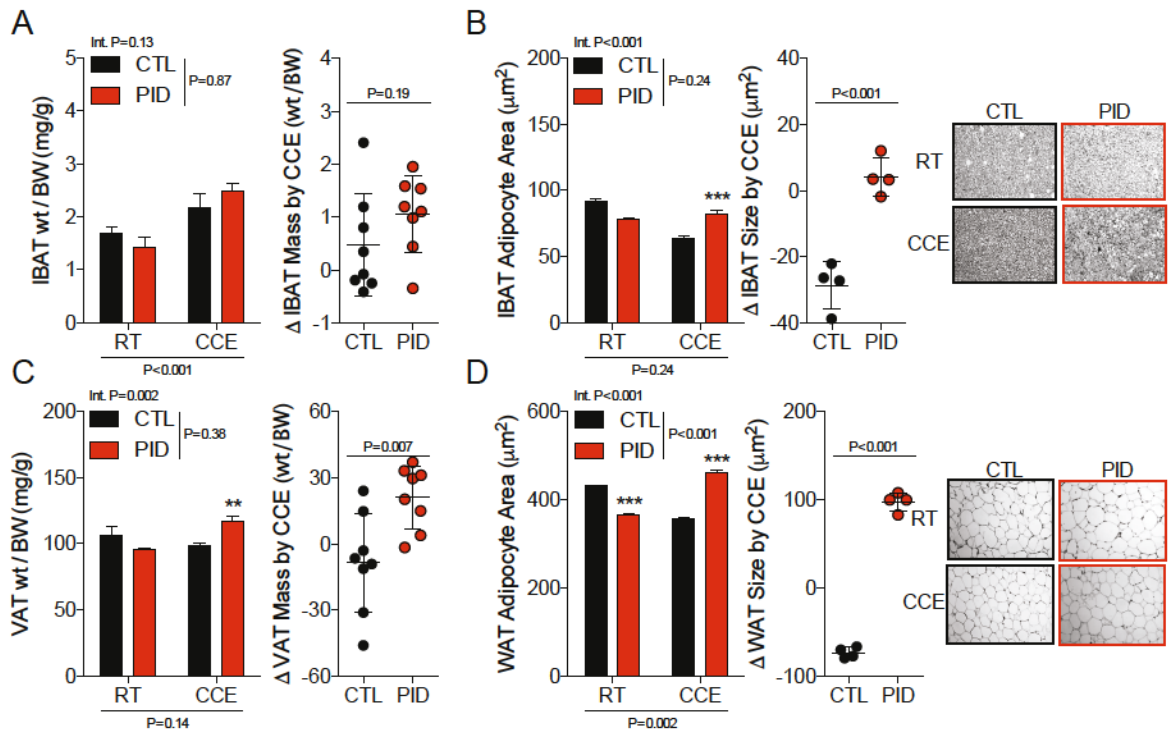 A
Int. P=0.13
CTL
PID
P=0.87
IBAT wt / BW (mg/g)
5
4
3
2
1
0
RT
CCE
P<0.001
Δ IBAT Mass by CCE (wt / BW)
4
3
2
1
0
-1
P=0.19
CTL
PID
B
Int. P<0.001
CTL
PID
P=0.24
IBAT Adipocyte Area (μm2)
200
150
100
50
0
***
RT
CCE
P=0.24
Δ IBAT Size by CCE (μm2)
40
20
0
-20
-40
P<0.001
CTL
PID
CTL
PID
RT
CCE
C
Int. P=0.002
CTL
PID
P=0.38
VAT wt / BW (mg/g)
200
150
100
50
0
**
RT
CCE
P=0.14
Δ VAT Mass by CCE (wt / BW)
60
30
0
-30
-60
P=0.007
CTL
PID
D
Int. P<0.001
CTL
PID
P<0.001
WAT Adipocyte Area (μm2)
600
400
200
0
***
***
RT
CCE
P=0.002
Δ WAT Size by CCE (μm2)
200
100
0
-100
P<0.001
CTL
PID
CTL
PID
RT
CCE